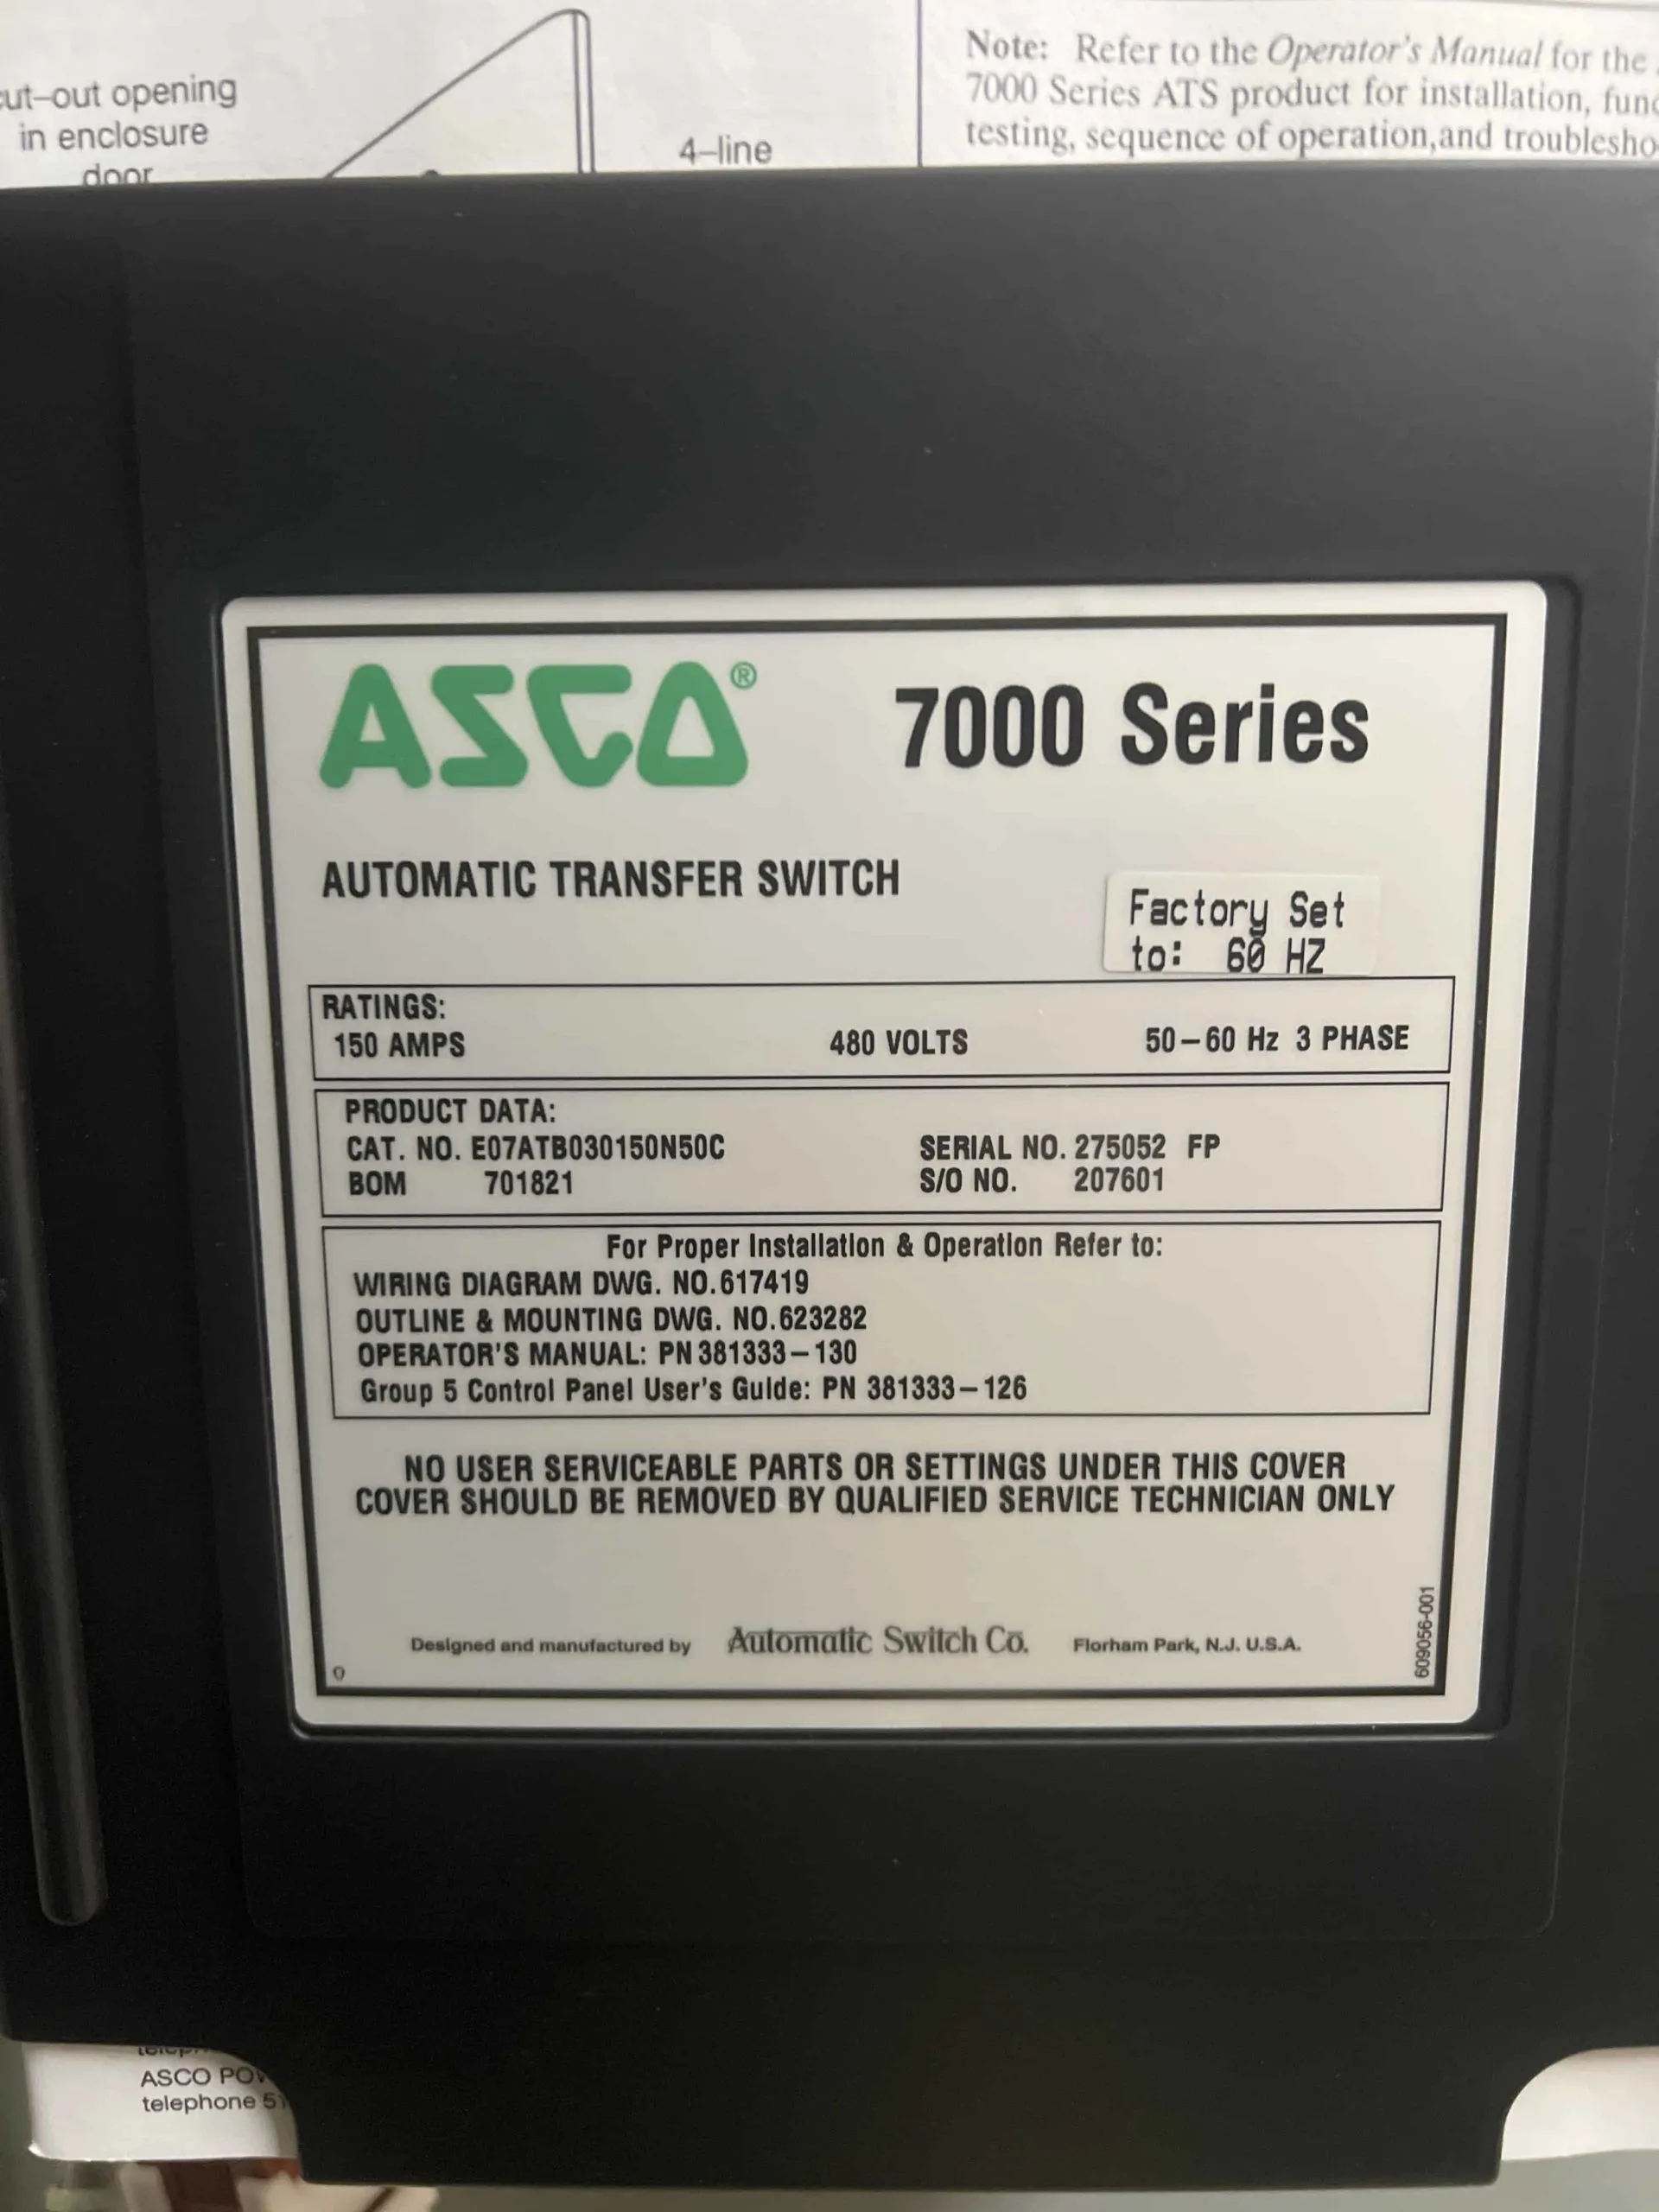 cut-out opening
in enclosure
door
4-line
Note: Refer to the Operator's Manual for the
7000 Series ATS product for installation,
testing, sequence of operation,and
ASCO®
7000 Series
AUTOMATIC TRANSFER SWITCH
Factory Set
to: 60 HZ
RATINGS:
150 AMPS 480 VOLTS 50-60 Hz 3 PHASE
PRODUCT DATA:
CAT. NO. E07ATB030150N50C SERIAL NO. 275052 FP
BOM 701821 S/O NO. 207601
For Proper Installation & Operation Refer to:
WIRING DIAGRAM DWG. NO.617419
OUTLINE & MOUNTING DWG. NO.623282
OPERATOR'S MANUAL: PN 381333-130
Group 5 Control Panel User's Guide: PN 381333-126
NO USER SERVICEABLE PARTS OR SETTINGS UNDER THIS COVER
COVER SHOULD BE REMOVED BY QUALIFIED SERVICE TECHNICIAN ONLY
Designed and manufactured by Automatic Switch Co. Florham Park, N.J. U.S.A.
609056-001
0
ASCO
telephone